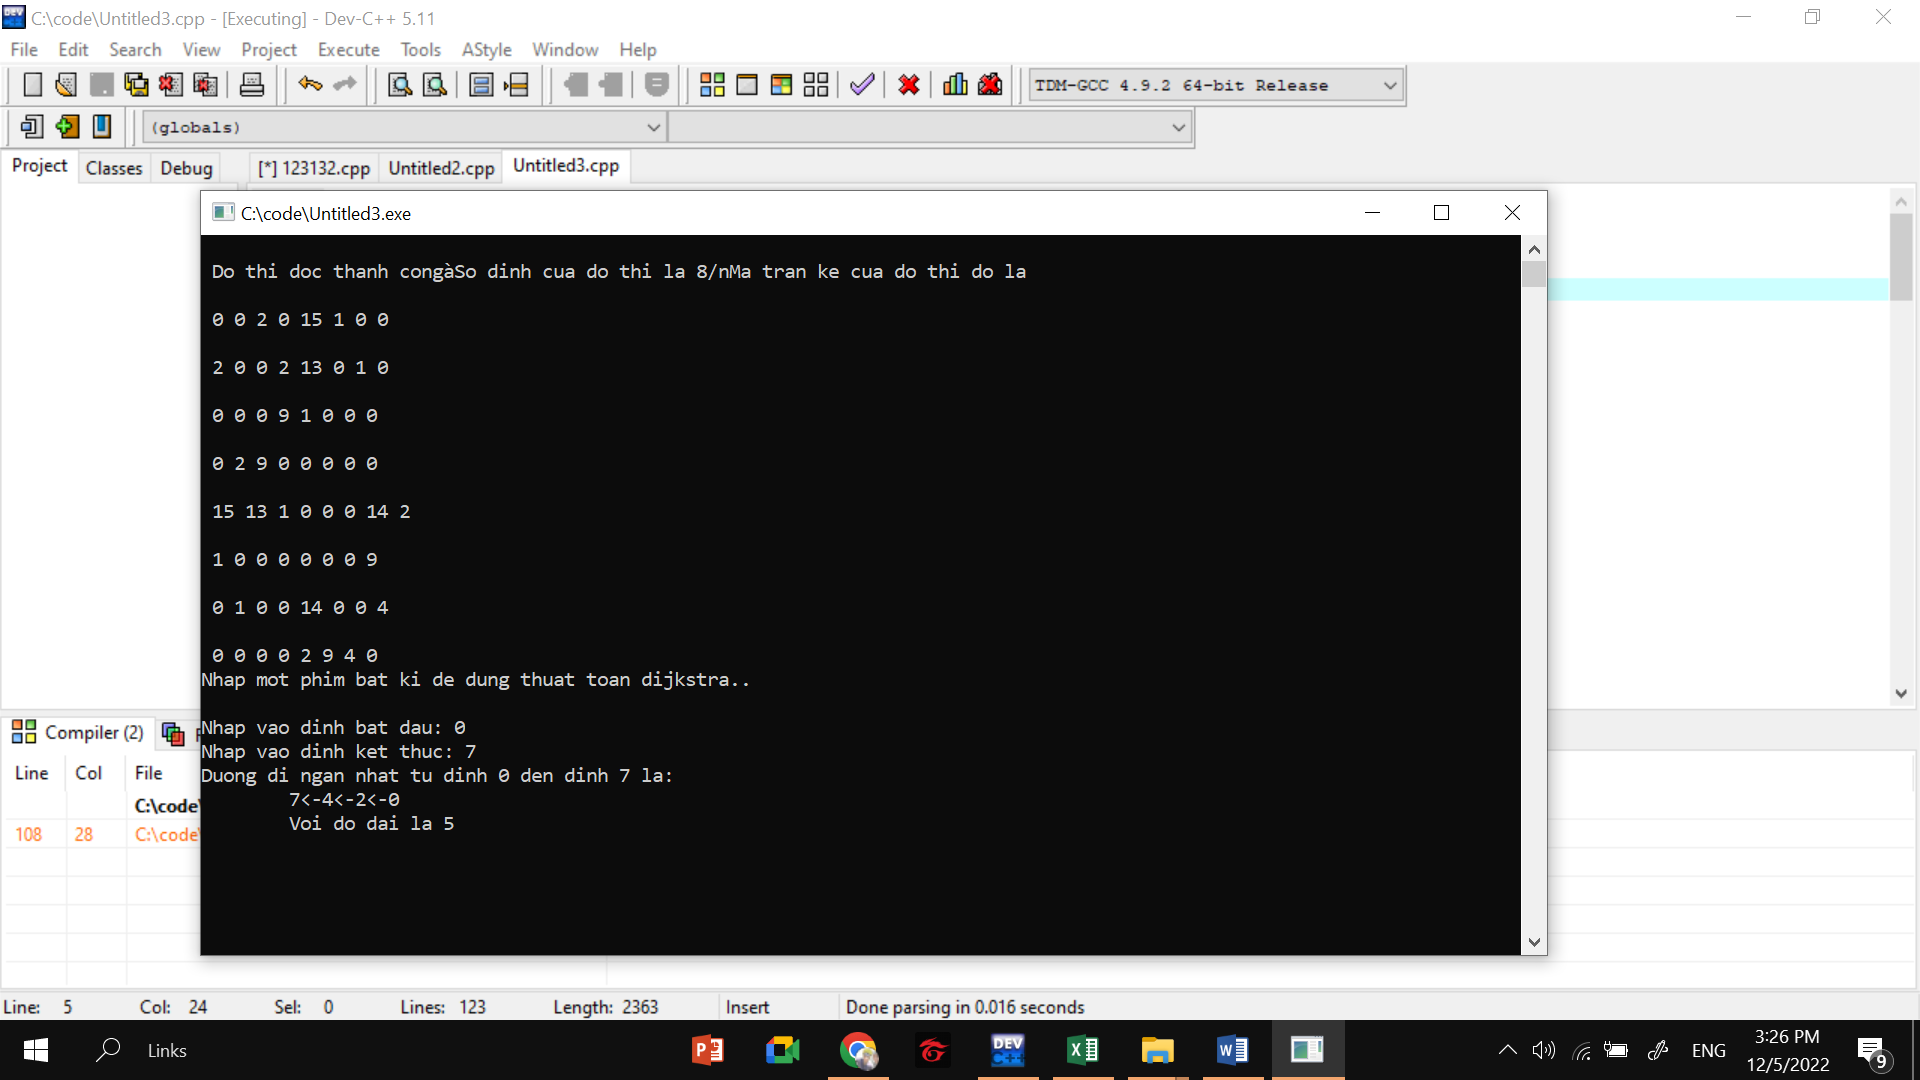 C:\code\Untitled3.cpp - [Executing] - Dev-C++ 5.11
File Edit Search View Project Execute Tools AStyle Window Help
TDM-GCC 4.9.2 64-bit Release
(globals)
Project Classes Debug [*] 123132.cpp Untitled2.cpp Untitled3.cpp
C:\code\Untitled3.exe
Do thi doc thanh congàSo dinh cua do thi la 8/nMa tran ke cua do thi do la
0 0 2 0 15 1 0 0
2 0 0 2 13 0 1 0
0 0 0 9 1 0 0 0
0 2 9 0 0 0 0 0
15 13 1 0 0 0 14 2
1 0 0 0 0 0 0 9
0 1 0 0 14 0 0 4
0 0 0 0 2 9 4 0
Nhap mot phim bat ki de dung thuat toan dijkstra..
Nhap vao dinh bat dau: 0
Nhap vao dinh ket thuc: 7
Duong di ngan nhat tu dinh 0 den dinh 7 la:
7<-4<-2<-0
Voi do dai la 5
Compiler (2)
Line Col File
C:\code\
108 28 C:\code\
Line: 5 Col: 24 Sel: 0 Lines: 123 Length: 2363 Insert Done parsing in 0.016 seconds
Links
DEV C++
ENG
3:26 PM
12/5/2022
9